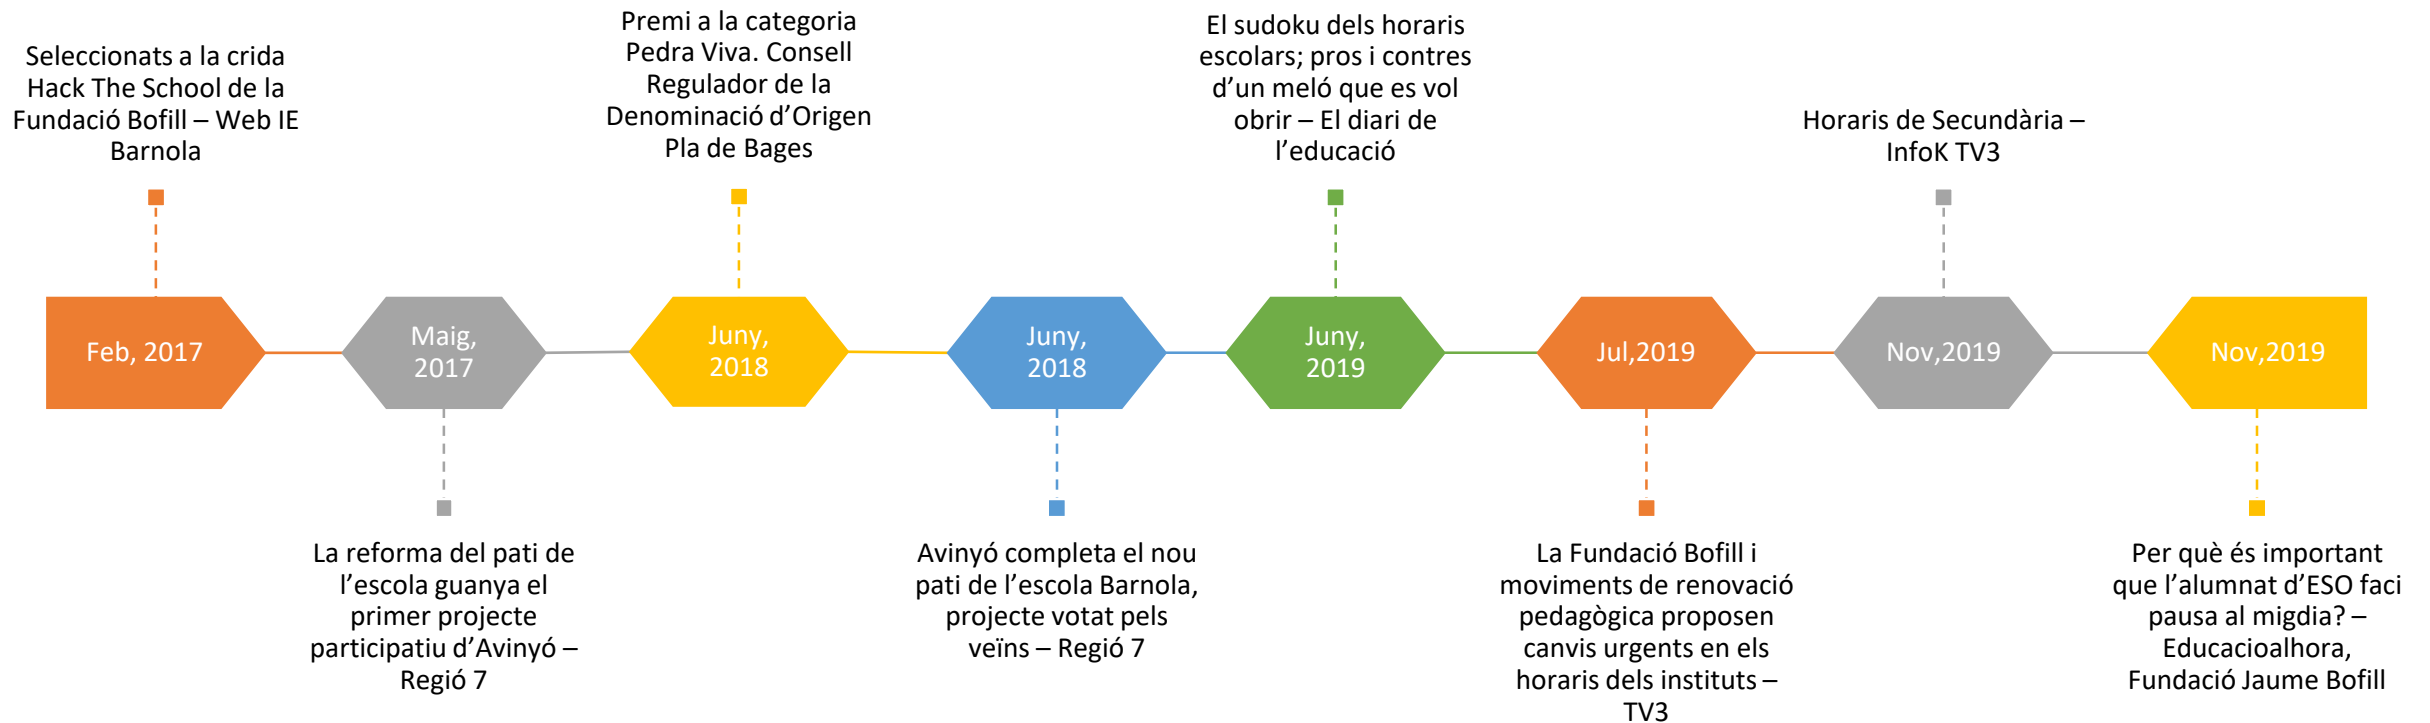 Seleccionats a la crida
Hack The School de la
Fundació Bofill – Web IE
Barnola
Premi a la categoria
Pedra Viva. Consell
Regulador de la
Denominació d’Origen
Pla de Bages
El sudoku dels horaris
escolars; pros i contres
d’un meló que es vol
obrir – El diari de
l’educació
Horaris de Secundària –
InfoK TV3
Feb, 2017
Maig,
2017
Juny,
2018
Juny,
2018
Juny,
2019
Jul,2019
Nov,2019
Nov,2019
La reforma del pati de
l’escola guanya el
primer projecte
participatiu d’Avinyó –
Regió 7
Avinyó completa el nou
pati de l’escola Barnola,
projecte votat pels
veïns – Regió 7
La Fundació Bofill i
moviments de renovació
pedagògica proposen
canvis urgents en els
horaris dels instituts –
TV3
Per què és important
que l’alumnat d’ESO faci
pausa al migdia? –
Educacioalhora,
Fundació Jaume Bofill